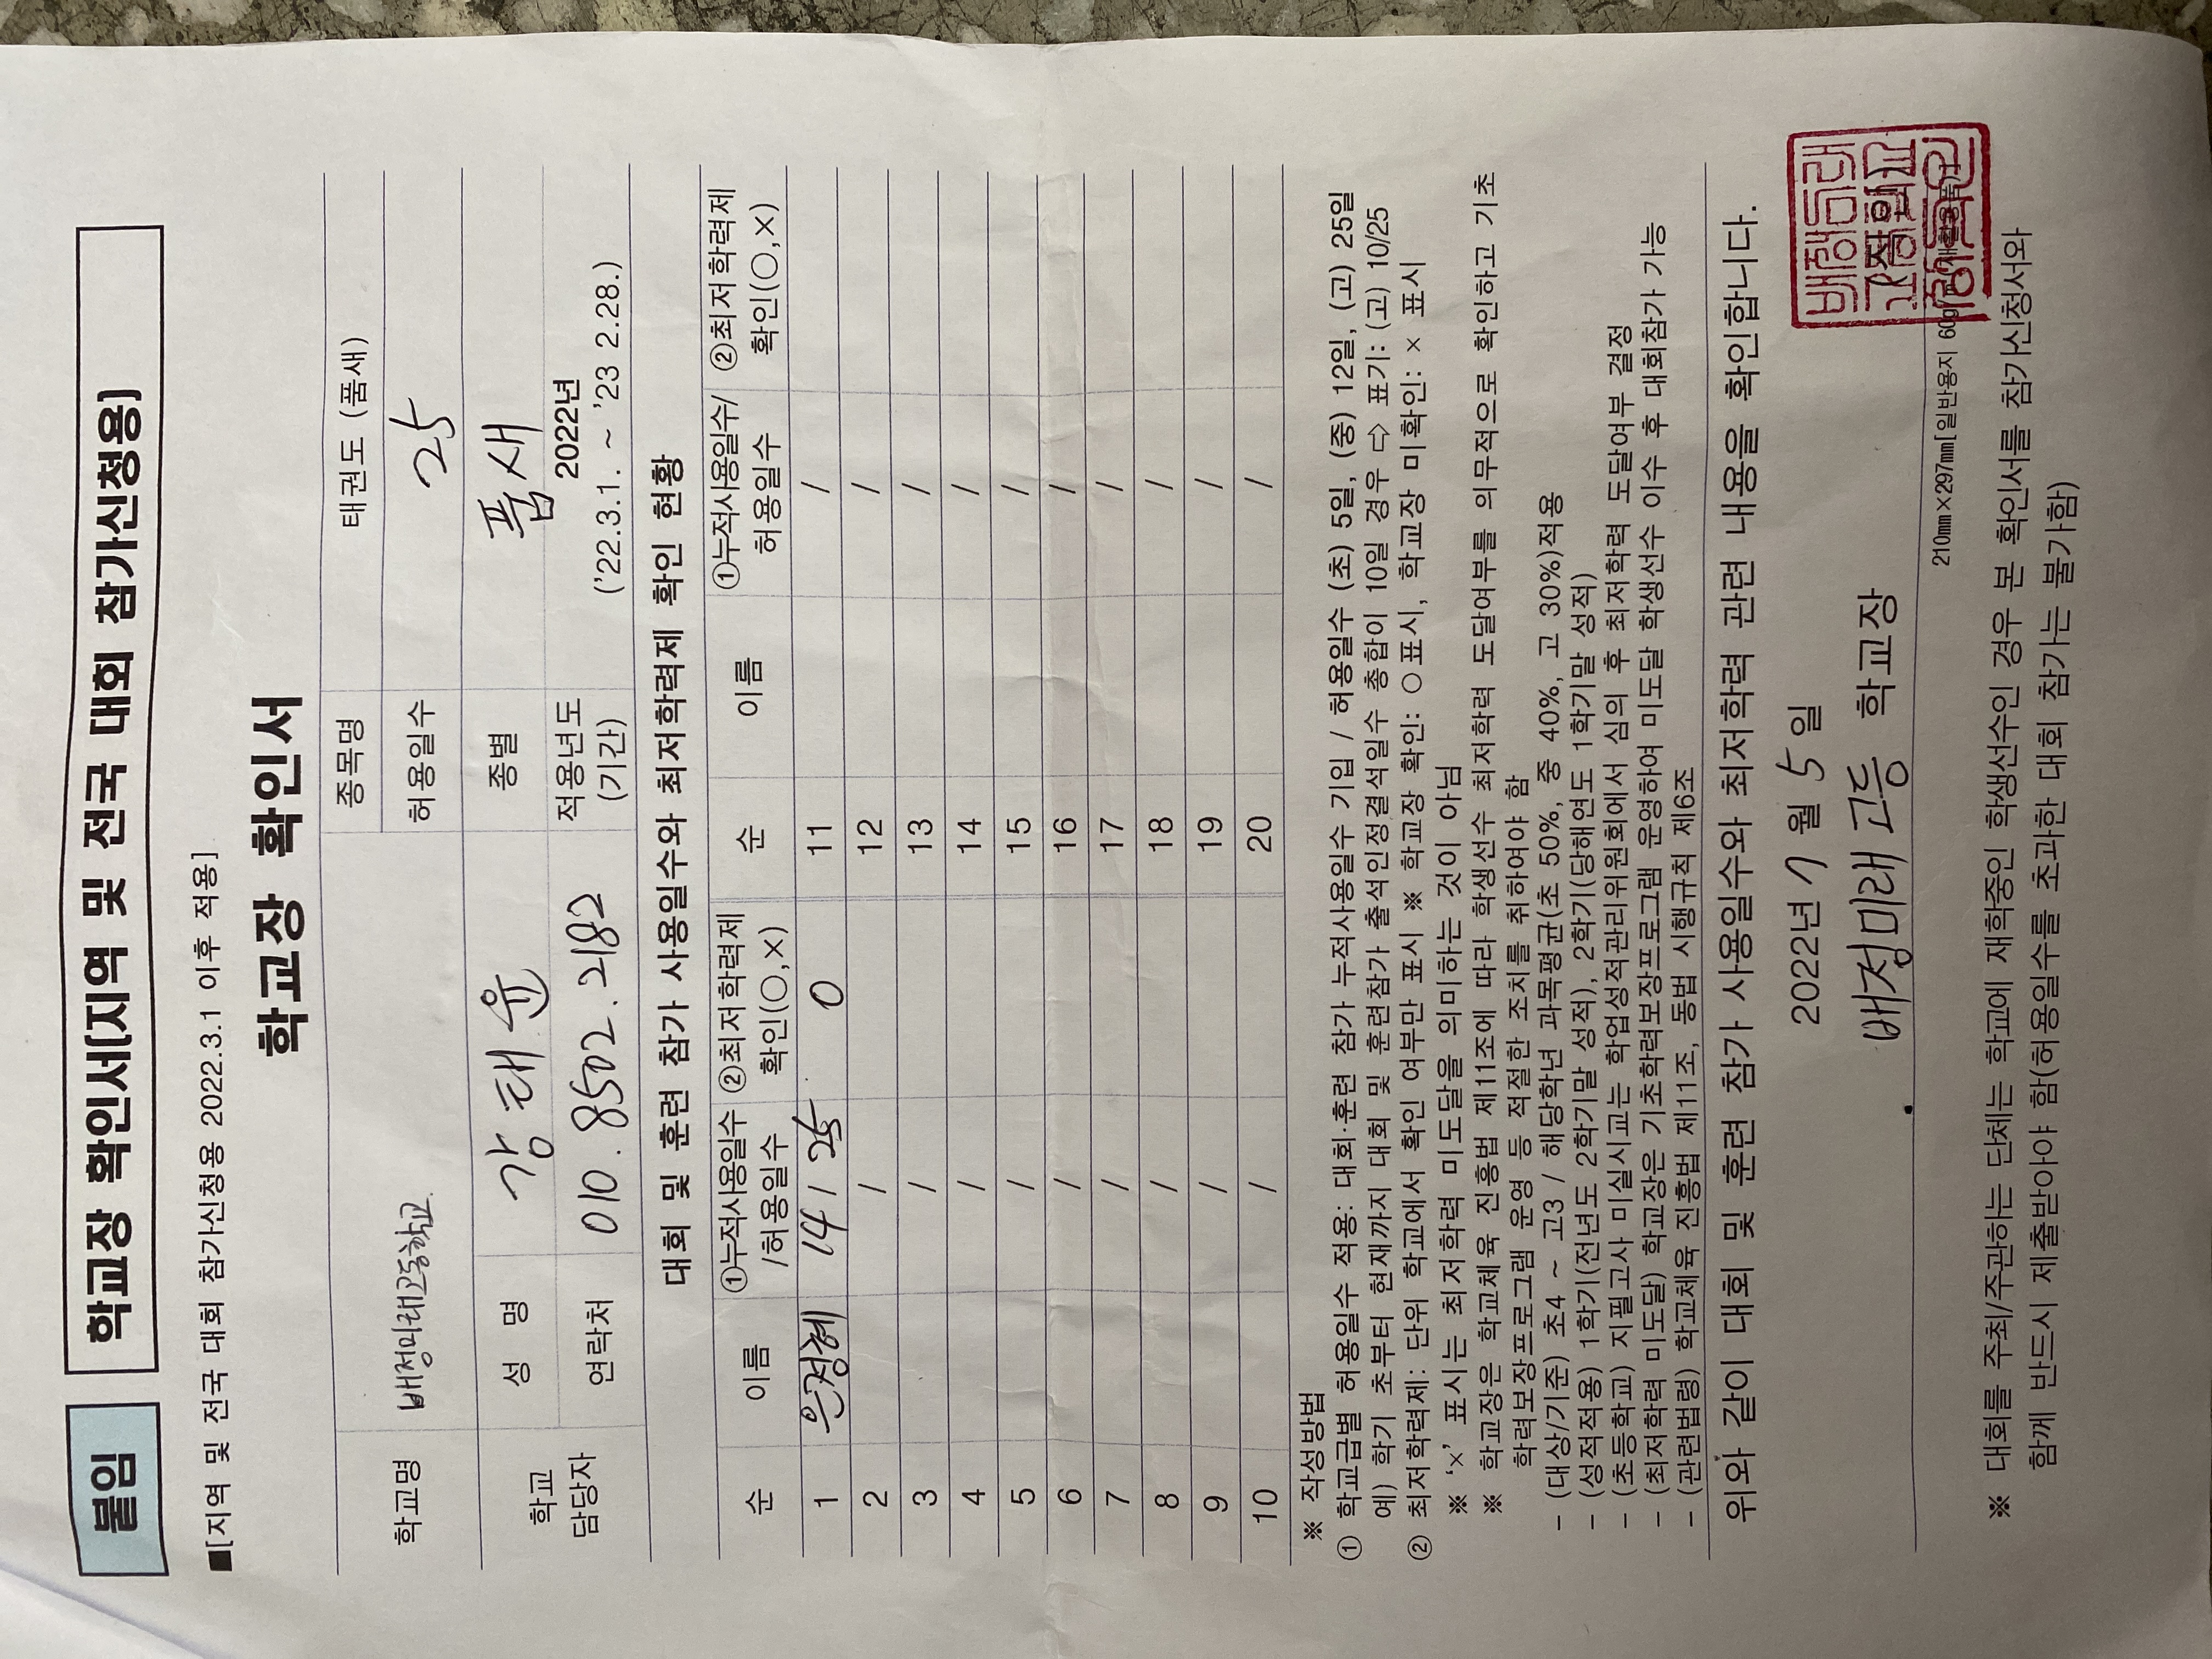 붙임 학교장 확인서[지역 및 전국 대회 참가신청용]
■[지역 및 전국 대회 참가신청용 2022.3.1 이후 적용]
학교장 확인서
학교명 배정미래고등학교 종목명 태권도 (품새)
허용일수 25
학교 담당자 성 명 강태윤 종별 품새
연락처 010.8502.2182 적용년도 (기간) 2022년
('22.3.1. ~ '23 2.28.)
대회 및 훈련 참가 사용일수와 최저학력제 확인 현황
순 이름 ①누적사용일수 /허용일수 ②최저학력제 확인(○,×) 순 이름 ①누적사용일수/ 허용일수 ②최저학력제 확인(○,×)
1 은정혜 14 / 25 O 11 /
2 / 12 /
3 / 13 /
4 / 14 /
5 / 15 /
6 / 16 /
7 / 17 /
8 / 18 /
9 / 19 /
10 / 20 /
※ 작성방법
① 학교급별 허용일수 적용: 대회·훈련 참가 누적사용일수 기입 / 허용일수 (초) 5일, (중) 12일, (고) 25일
예) 학기 초부터 현재까지 대회 및 훈련참가 출석인정결석일수 총합이 10일 경우 ⇨ 표기: (고) 10/25
② 최저학력제: 단위 학교에서 확인 여부만 표시 ※ 학교장 확인: ○ 표시, 학교장 미확인: × 표시
※ '×' 표시는 최저학력 미도달을 의미하는 것이 아님
※ 학교장은 학교체육 진흥법 제11조에 따라 학생선수 최저학력 도달여부를 의무적으로 확인하고 기초
학력보장프로그램 운영 등 적절한 조치를 취하여야 함
- (대상/기준) 초4 ~ 고3 / 해당학년 과목평균(초 50%, 중 40%, 고 30%)적용
- (성적적용) 1학기(전년도 2학기말 성적), 2학기(당해연도 1학기말 성적)
- (초등학교) 지필고사 미실시교는 학업성적관리위원회에서 심의 후 최저학력 도달여부 결정
- (최저학력 미도달) 학교장은 기초학력보장프로그램 운영하여 미도달 학생선수 이수 후 대회참가 가능
- (관련법령) 학교체육 진흥법 제11조, 동법 시행규칙 제6조
위와 같이 대회 및 훈련 참가 사용일수와 최저학력 관련 내용을 확인합니다.
2022년 7 월 5 일
배정미래고등 학교장 (직인)
210㎜×297㎜[일반용지 60g/㎡(재활용품)]
※ 대회를 주최/주관하는 단체는 학교에 재학중인 학생선수인 경우 본 확인서를 참가신청서와
함께 반드시 제출받아야 함(허용일수를 초과한 대회 참가는 불가함)